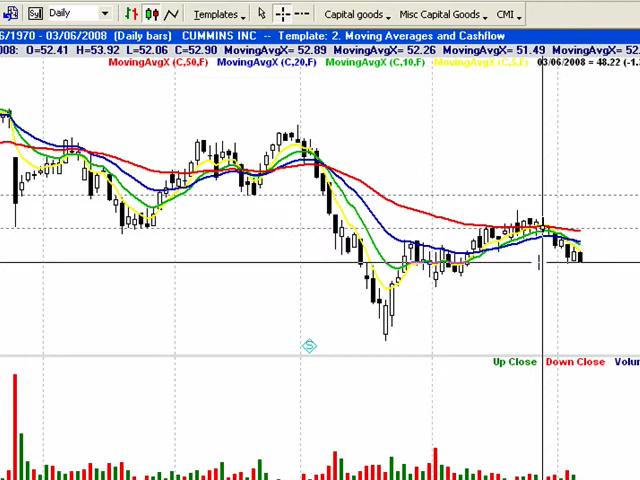 Sy Daily Templates Capital goods Misc Capital Goods CMI
6/1970 - 03/06/2008 [Daily bars] CUMMINS INC -- Template: 2. Moving Averages and Cashflow
008: O=52.41 H=53.92 L=52.06 C=52.90 MovingAvgX = 52.89 MovingAvgX = 52.26 MovingAvgX = 51.49 MovingAvgX = 52.
MovingAvgX (C,50,F) MovingAvgX (C,20,F) MovingAvgX (C,10,F) MovingAvgX (C,5,F) 03/06/2008 = 48.22 (-1.
S
Up Close Down Close Volu